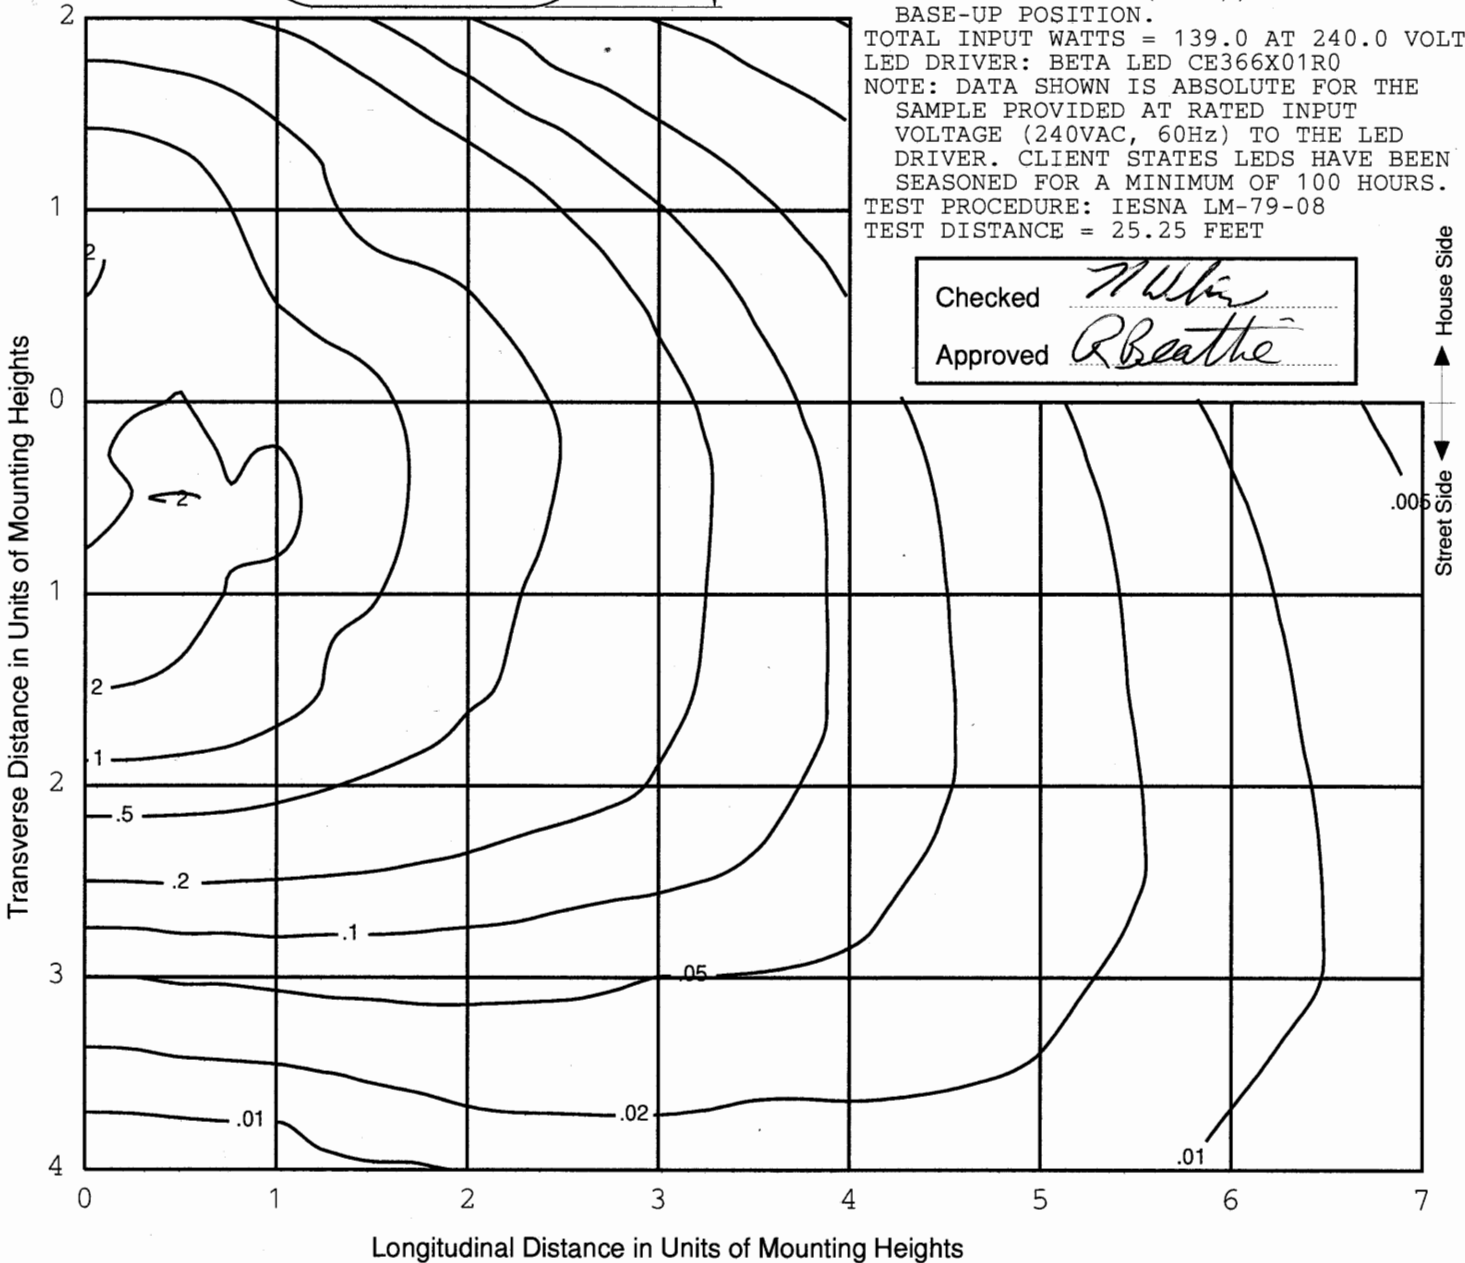 BASE-UP POSITION.
TOTAL INPUT WATTS = 139.0 AT 240.0 VOLT
LED DRIVER: BETA LED CE366X01R0
NOTE: DATA SHOWN IS ABSOLUTE FOR THE
SAMPLE PROVIDED AT RATED INPUT
VOLTAGE (240VAC, 60Hz) TO THE LED
DRIVER. CLIENT STATES LEDS HAVE BEEN
SEASONED FOR A MINIMUM OF 100 HOURS.
TEST PROCEDURE: IESNA LM-79-08
TEST DISTANCE = 25.25 FEET
Checked
Approved
House Side
Street Side
Transverse Distance in Units of Mounting Heights
2
1
0
1
2
3
4
2
2
2
1
.5
.2
.1
.05
.02
.01
.01
.005
0 1 2 3 4 5 6 7
Longitudinal Distance in Units of Mounting Heights